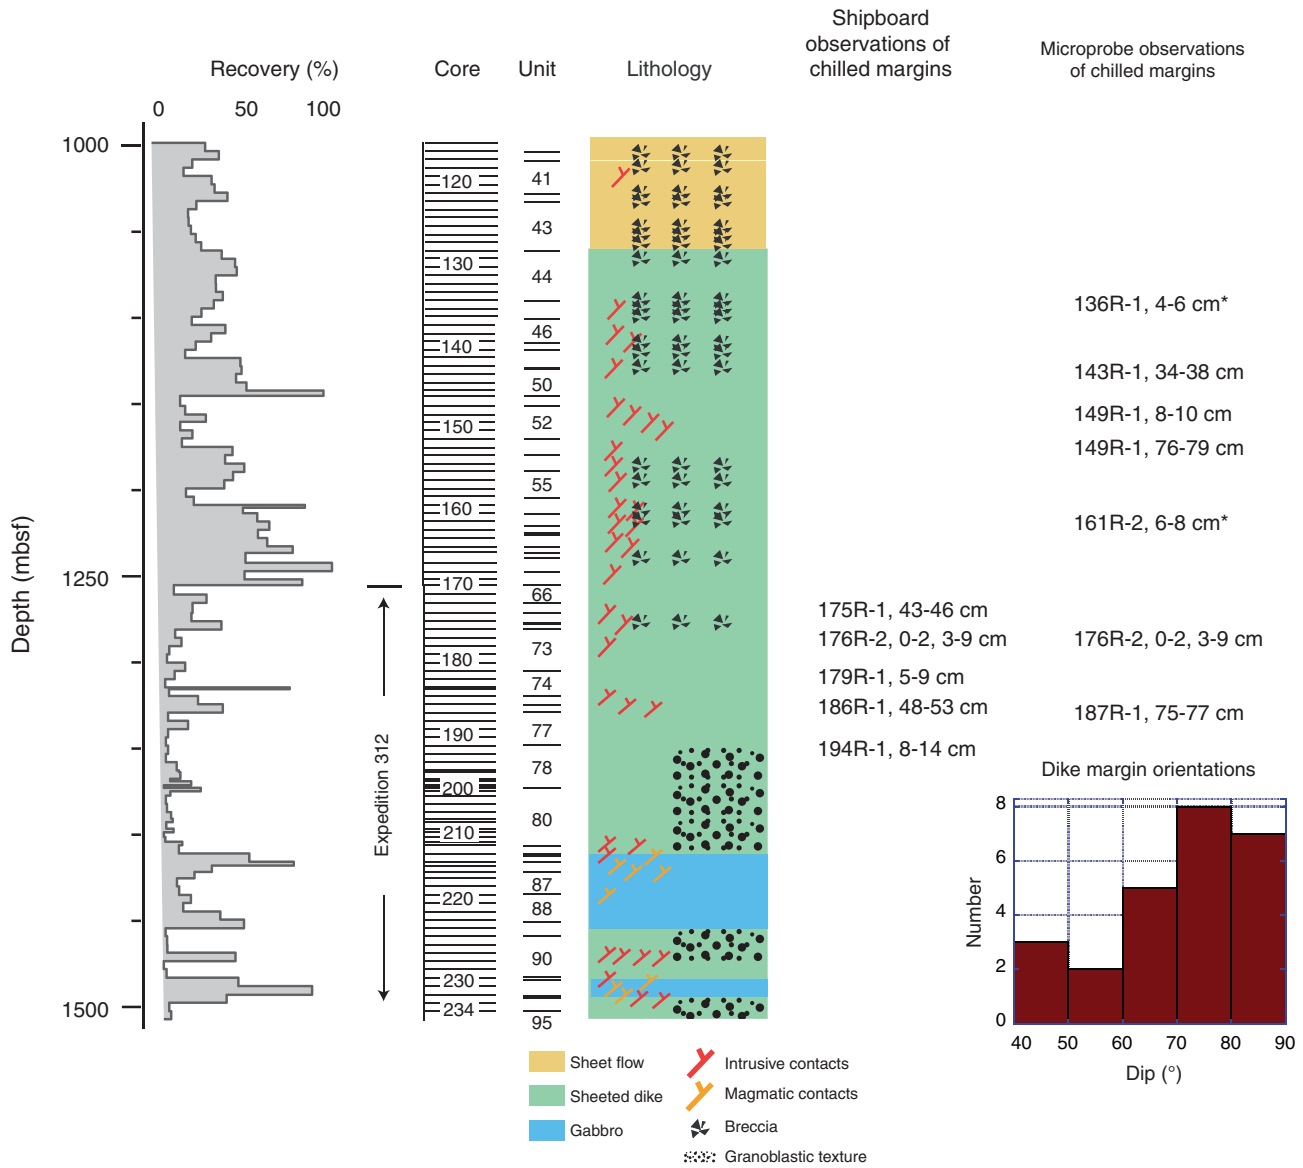 Shipboard
observations of
chilled margins
Microprobe observations
of chilled margins
Recovery (%)
Core
Unit
Lithology
0
50
100
Depth (mbsf)
1000
1250
1500
Expedition 312
120
130
140
150
160
170
180
190
200
210
220
230
234
41
43
44
46
50
52
55
66
73
74
77
78
80
87
88
90
95
175R-1, 43-46 cm
176R-2, 0-2, 3-9 cm
179R-1, 5-9 cm
186R-1, 48-53 cm
194R-1, 8-14 cm
136R-1, 4-6 cm*
143R-1, 34-38 cm
149R-1, 8-10 cm
149R-1, 76-79 cm
161R-2, 6-8 cm*
176R-2, 0-2, 3-9 cm
187R-1, 75-77 cm
Dike margin orientations
Number
8
6
4
2
0
40 50 60 70 80 90
Dip (°)
Sheet flow
Sheeted dike
Gabbro
Intrusive contacts
Magmatic contacts
Breccia
Granoblastic texture